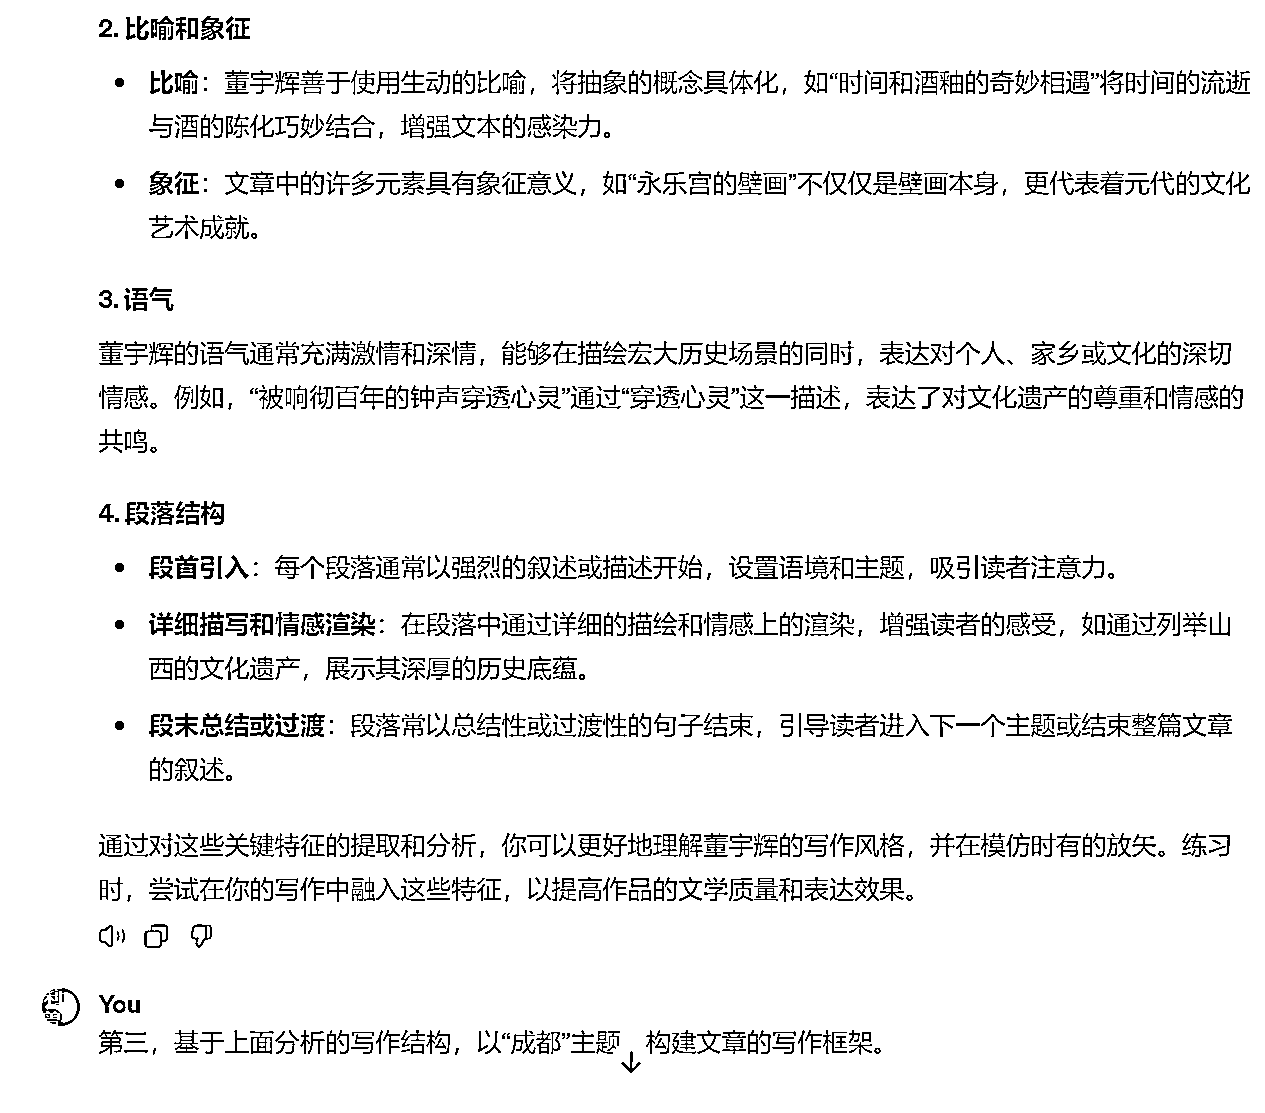 2. 比喻和象征
• 比喻：董宇辉善于使用生动的比喻，将抽象的概念具体化，如“时间和酒釉的奇妙相遇”将时间的流逝
与酒的陈化巧妙结合，增强文本的感染力。
• 象征：文章中的许多元素具有象征意义，如“永乐宫的壁画”不仅仅是壁画本身，更代表着元代的文化
艺术成就。
3. 语气
董宇辉的语气通常充满激情和深情，能够在描绘宏大历史场景的同时，表达对个人、家乡或文化的深切
情感。例如，“被响彻百年的钟声穿透心灵”通过“穿透心灵”这一描述，表达了对文化遗产的尊重和情感的
共鸣。
4. 段落结构
• 段首引入：每个段落通常以强烈的叙述或描述开始，设置语境和主题，吸引读者注意力。
• 详细描写和情感渲染：在段落中通过详细的描绘和情感上的渲染，增强读者的感受，如通过列举山
西的文化遗产，展示其深厚的历史底蕴。
• 段末总结或过渡：段落常以总结性或过渡性的句子结束，引导读者进入下一个主题或结束整篇文章
的叙述。
通过对这些关键特征的提取和分析，你可以更好地理解董宇辉的写作风格，并在模仿时有的放矢。练习
时，尝试在你的写作中融入这些特征，以提高作品的文学质量和表达效果。
You
第三，基于上面分析的写作结构，以“成都”主题，构建文章的写作框架。